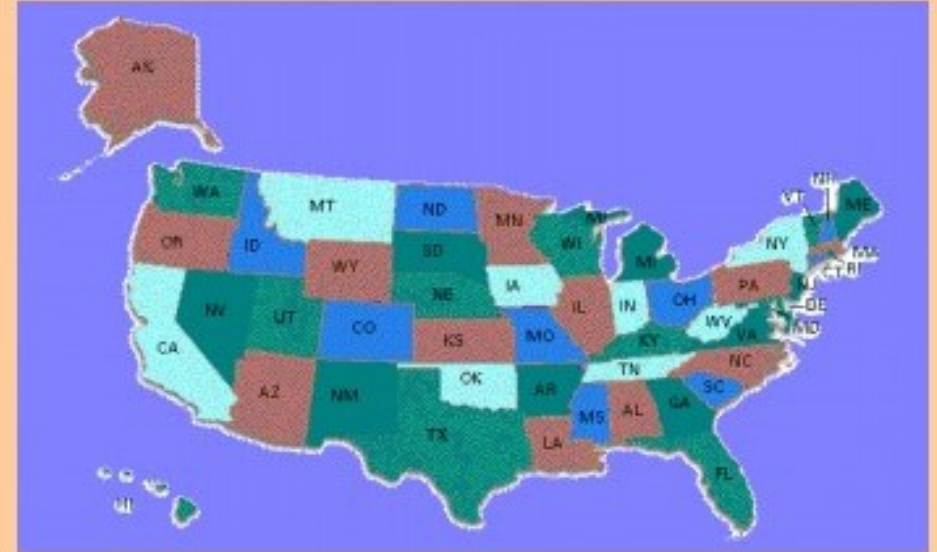 AK
WA
MT
ND
MN
OR
ID
WY
SD
WI
MI
MI
NH
VT
ME
NY
MA
CT
RI
NV
UT
CO
NE
IA
IL
IN
OH
PA
NJ
DE
MD
CA
KS
MO
KY
WV
VA
AZ
NM
OK
AR
TN
NC
SC
TX
LA
MS
AL
GA
FL
HI